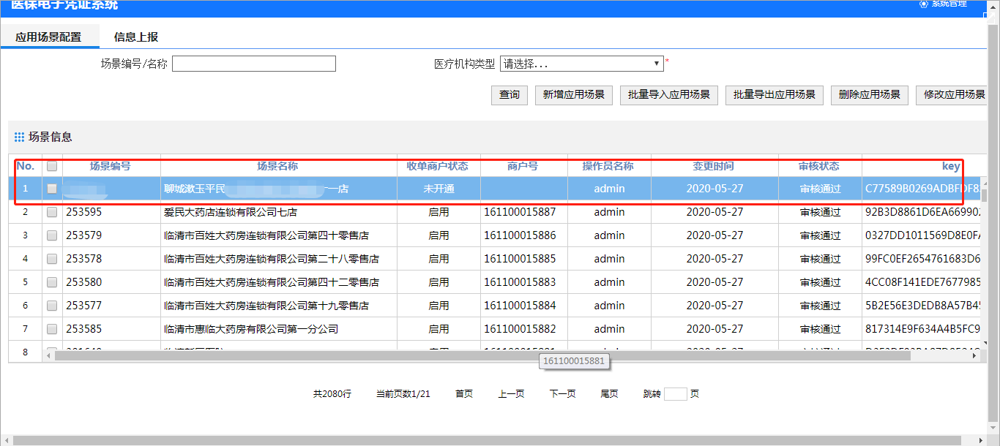 医保电子凭证系统 系统管理
应用场景配置 信息上报
场景编号/名称 医疗机构类型 请选择... *
查询 新增应用场景 批量导入应用场景 批量导出应用场景 删除应用场景 修改应用场景
场景信息
No. 场景编号 场景名称 收单商户状态 商户号 操作员名称 变更时间 审核状态 key
1 聊城漱玉平民 一店 未开通 admin 2020-05-27 审核通过 C77589B0269ADBFDF8
2 253595 爱民大药店连锁有限公司七店 启用 161100015887 admin 2020-05-27 审核通过 92B3D8861D6EA66990
3 253579 临清市百姓大药房连锁有限公司第四十零售店 启用 161100015886 admin 2020-05-27 审核通过 0327DD1011569D8E0F
4 253578 临清市百姓大药房连锁有限公司第二十八零售店 启用 161100015885 admin 2020-05-27 审核通过 99FC0EF2654761683D6
5 253580 临清市百姓大药房连锁有限公司第四十二零售店 启用 161100015883 admin 2020-05-27 审核通过 4CC08F141EDE7677985
6 253577 临清市百姓大药房连锁有限公司第十九零售店 启用 161100015884 admin 2020-05-27 审核通过 5B2E56E3DEDB8A57B4
7 253585 临清市惠临大药房有限公司第一分公司 启用 161100015882 admin 2020-05-27 审核通过 817314E9F634A4B5FC9
8
161100015881
共2080行 当前页数1/21 首页 上一页 下一页 尾页 跳转 页